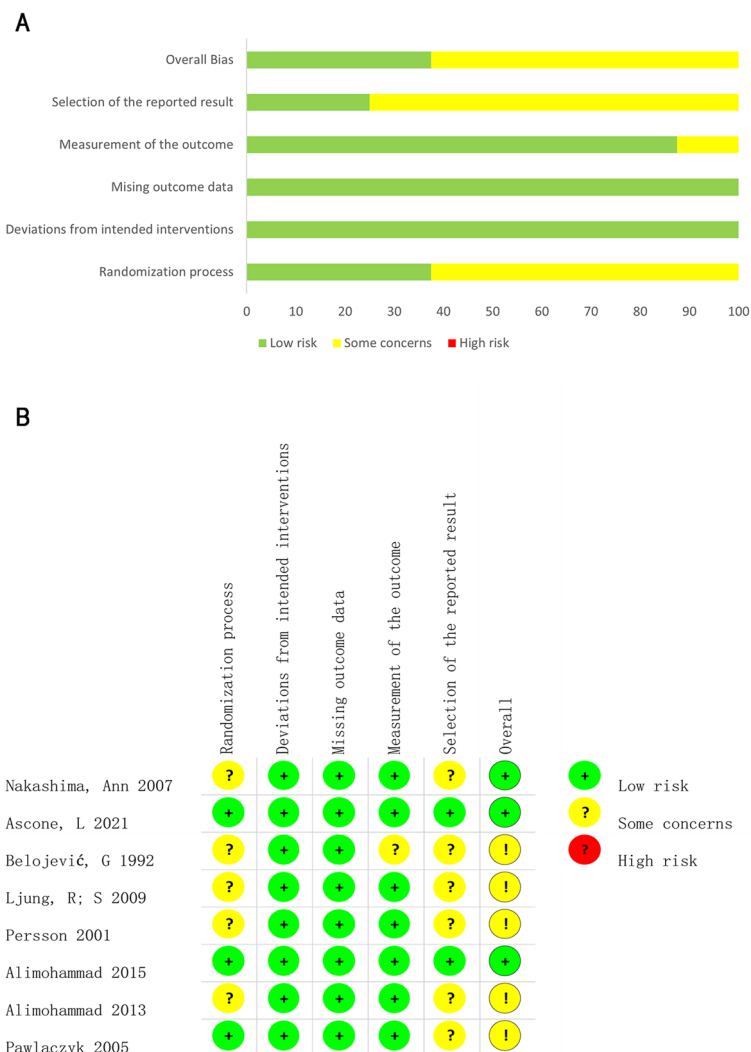 A
Overall Bias
Selection of the reported result
Measurement of the outcome
Mising outcome data
Deviations from intended interventions
Randomization process
0 10 20 30 40 50 60 70 80 90 100
Low risk Some concerns High risk
B
Randomization process
Deviations from intended interventions
Missing outcome data
Measurement of the outcome
Selection of the reported result
Overall
Nakashima, Ann 2007 ? + + + ? +
Ascone, L 2021 + + + + + +
Belojević, G 1992 ? + + ? ? !
Ljung, R; S 2009 ? + + + ? !
Persson 2001 ? + + + ? !
Alimohammad 2015 + + + + + +
Alimohammad 2013 ? + + + ? !
Pawlaczyk 2005 + + + + ? !
+ Low risk
? Some concerns
? High risk